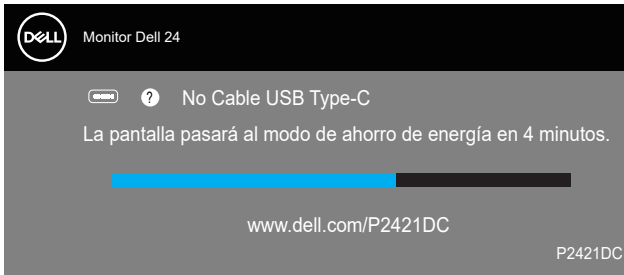 DELL
Monitor Dell 24
? No Cable USB Type-C
La pantalla pasará al modo de ahorro de energía en 4 minutos.
www.dell.com/P2421DC
P2421DC